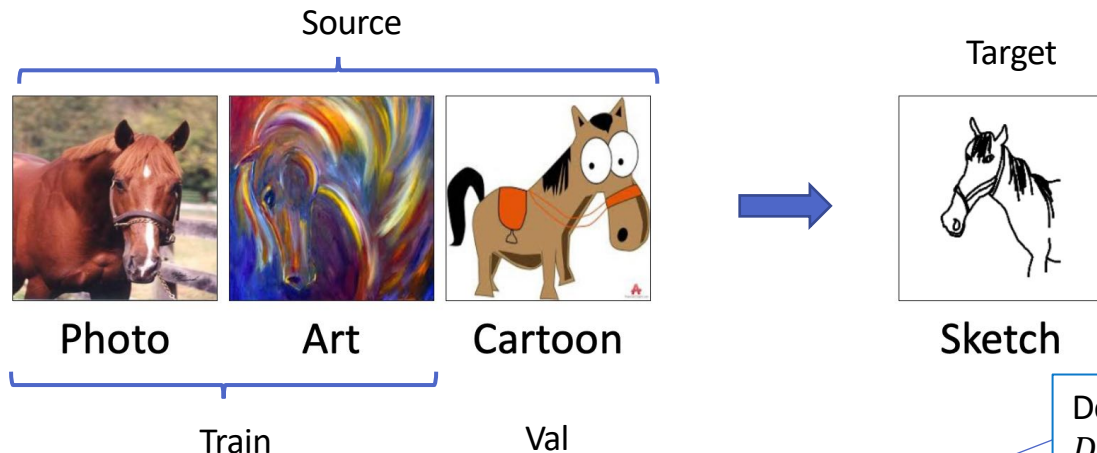 Source
Target
Photo
Art
Cartoon
Sketch
Train
Val